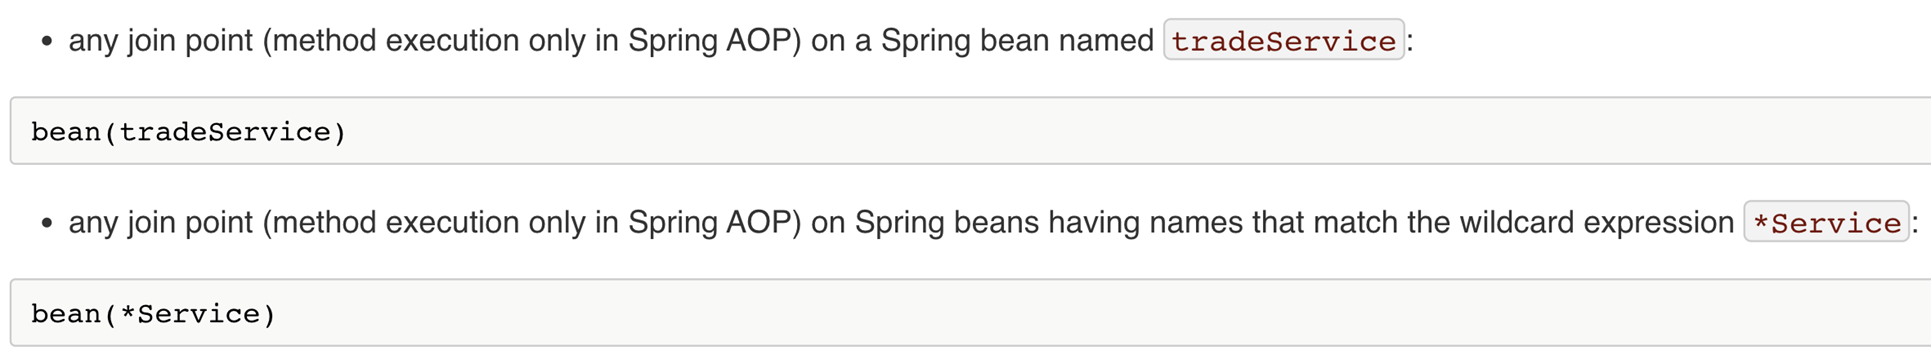 • any join point (method execution only in Spring AOP) on a Spring bean named tradeService:
bean(tradeService)
• any join point (method execution only in Spring AOP) on Spring beans having names that match the wildcard expression *Service:
bean(*Service)